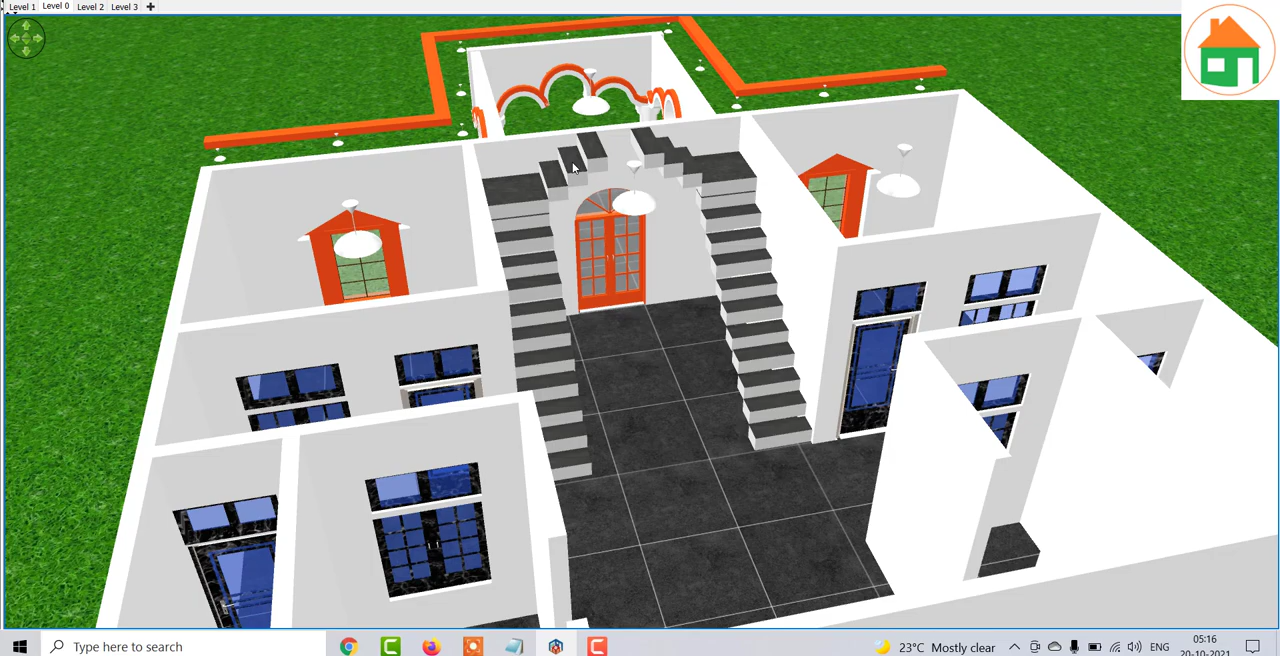 Level 1 Level 0 Level 2 Level 3
Type here to search
23°C Mostly clear
ENG
05:16
20-10-2021